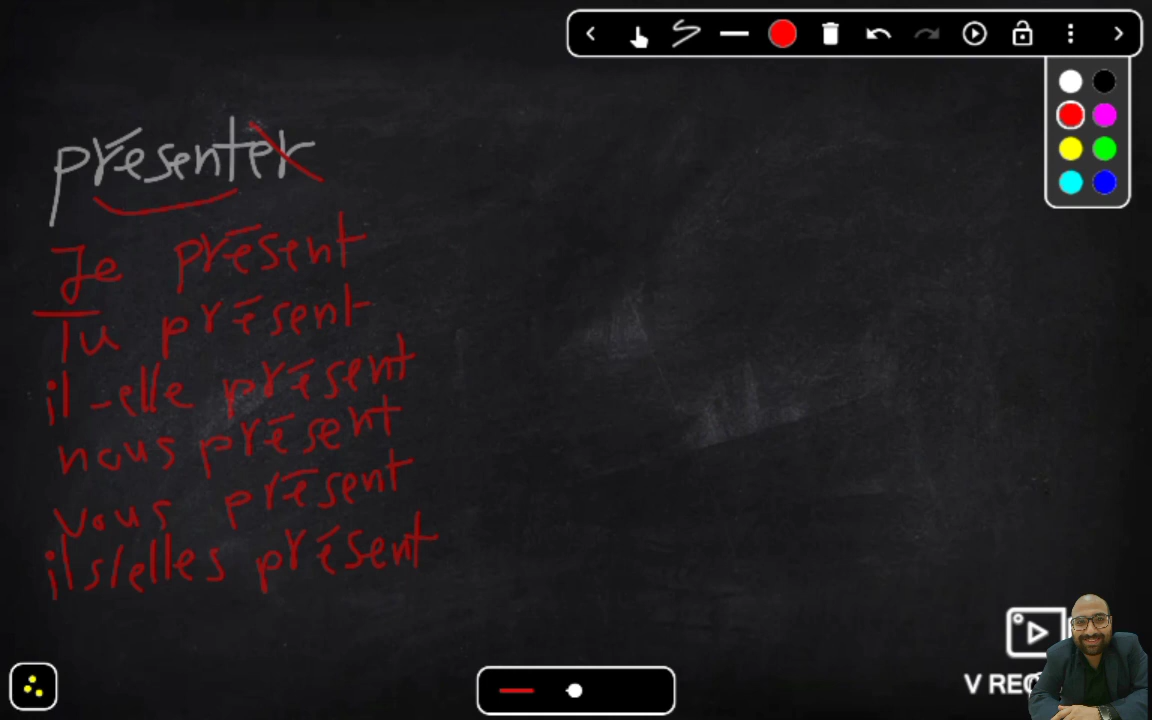 présenter
Je présent
Tu présent
il-elle présent
nous présent
vous présent
ils/elles présent
V REC